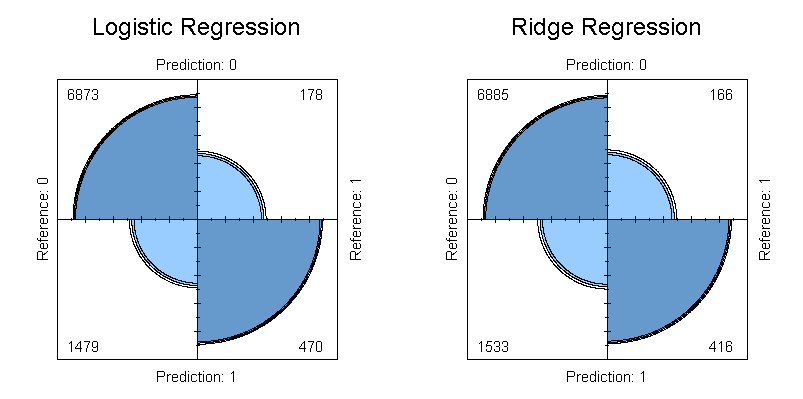 Logistic Regression
Prediction: 0
6873
178
Reference: 0
Reference: 1
1479
470
Prediction: 1
Ridge Regression
Prediction: 0
6885
166
Reference: 0
Reference: 1
1533
416
Prediction: 1